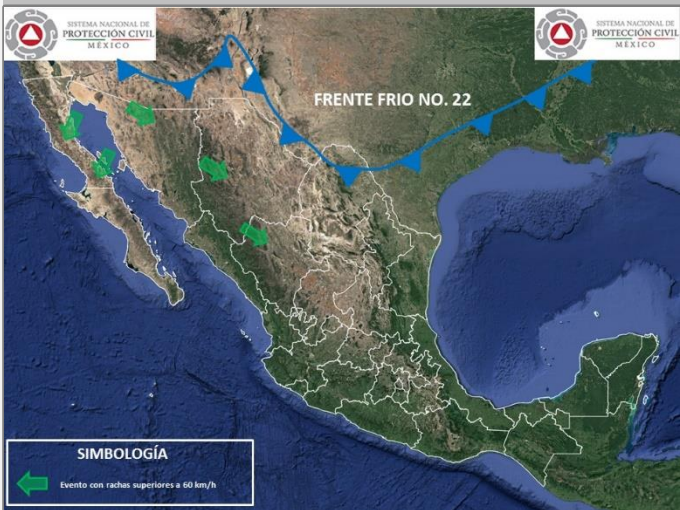 SISTEMA NACIONAL DE
PROTECCIÓN CIVIL
MÉXICO
SISTEMA NACIONAL DE
PROTECCIÓN CIVIL
MÉXICO
FRENTE FRIO NO. 22
SIMBOLOGÍA
Evento con rachas superiores a 60 km/h